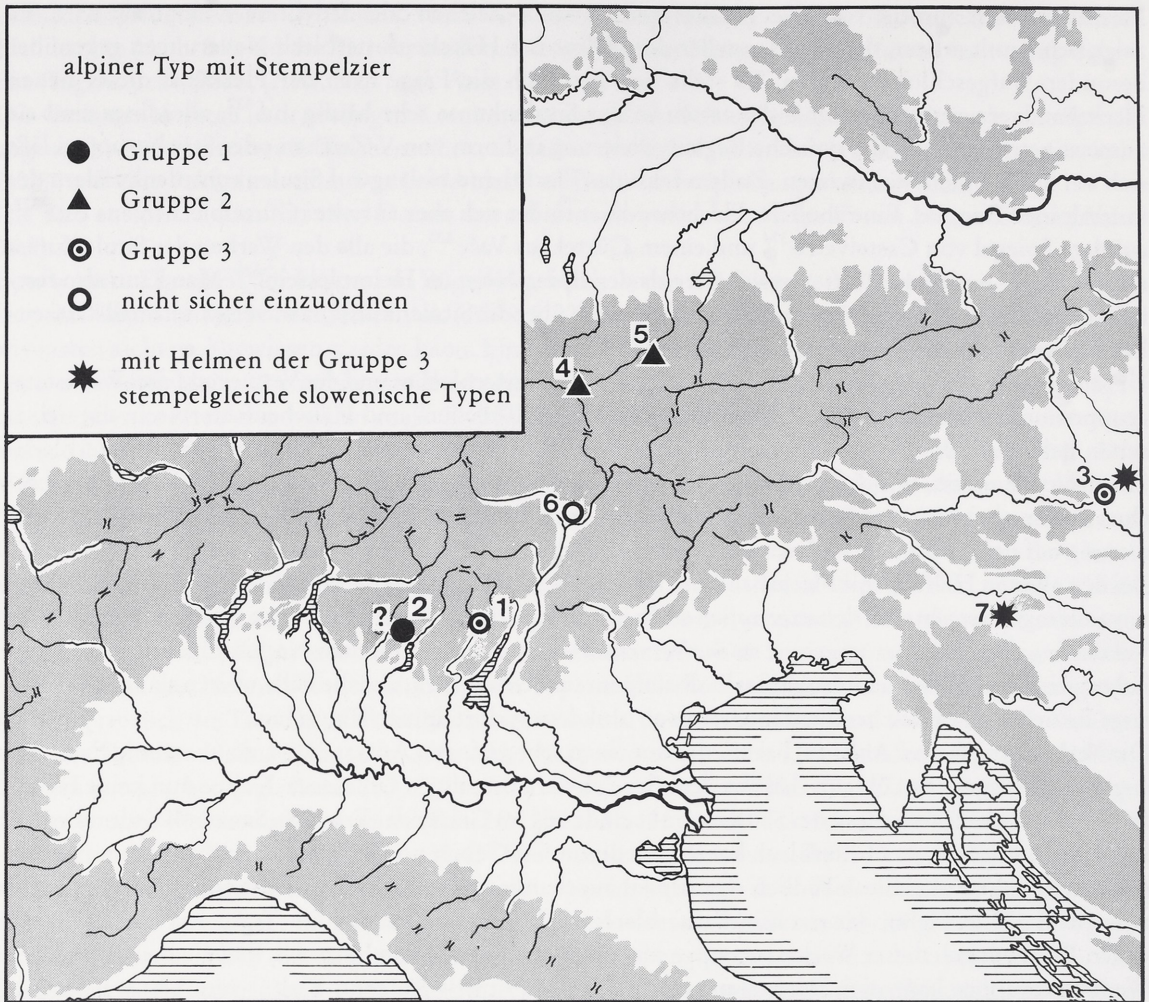 alpiner Typ mit Stempelzier
Gruppe 1
Gruppe 2
Gruppe 3
nicht sicher einzuordnen
mit Helmen der Gruppe 3
stempelgleiche slowenische Typen
5
4
3
6
? 2
1
7